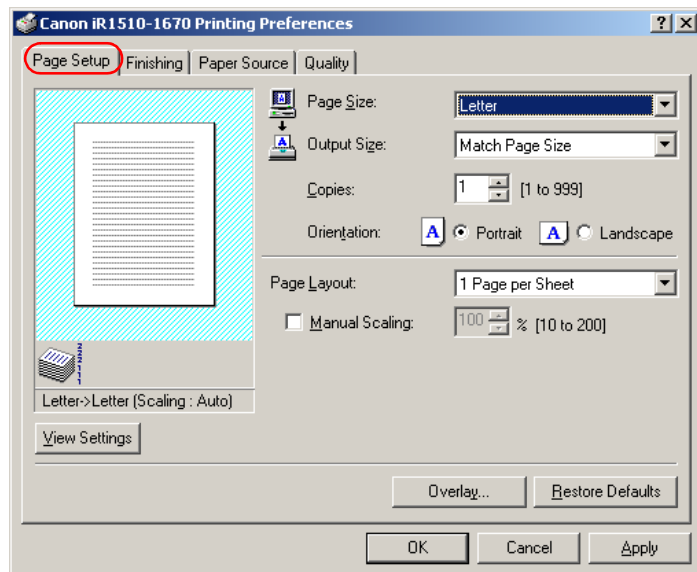 Canon iR1510-1670 Printing Preferences
Page Setup Finishing Paper Source Quality
Page Size: Letter
Output Size: Match Page Size
Copies: 1 [1 to 999]
Orientation: A Portrait A Landscape
Page Layout: 1 Page per Sheet
Manual Scaling: 100 % [10 to 200]
Letter->Letter (Scaling : Auto)
View Settings
Overlay... Restore Defaults
OK Cancel Apply